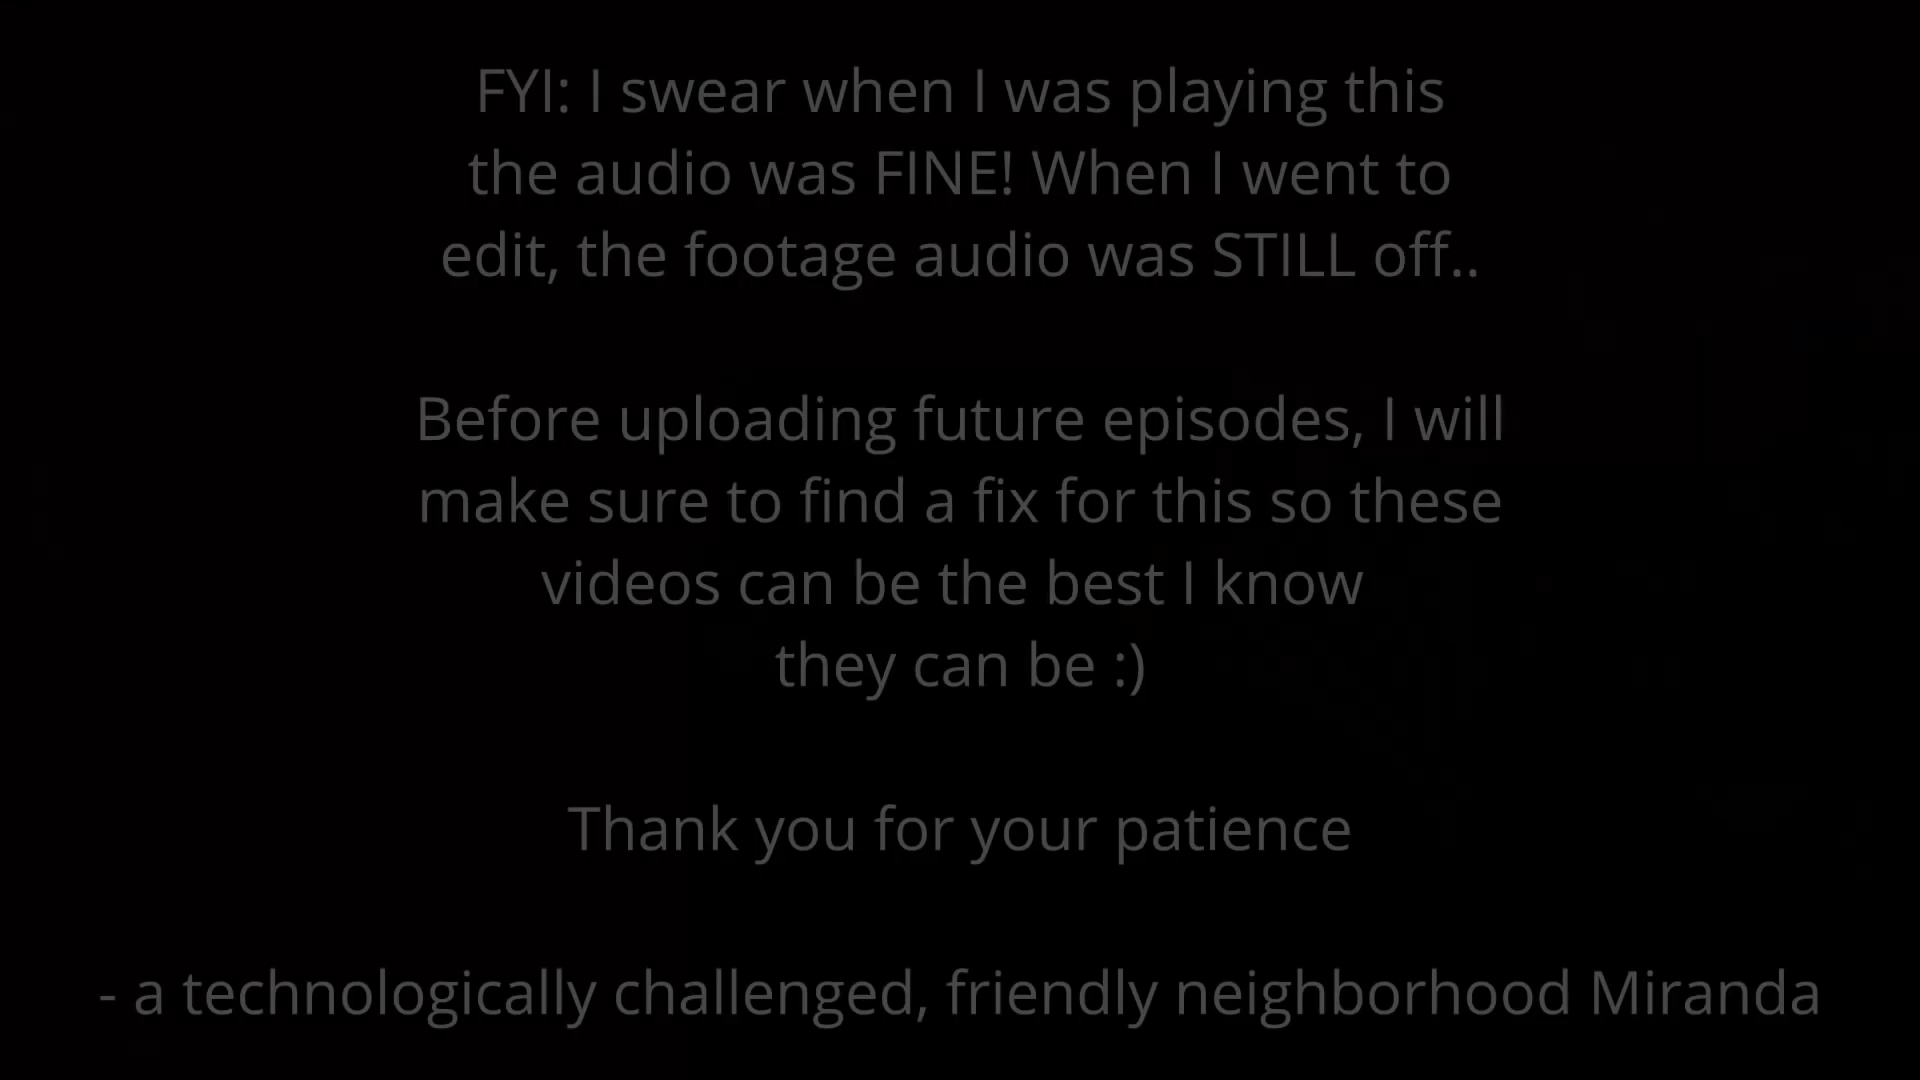 FYI: I swear when I was playing this
the audio was FINE! When I went to
edit, the footage audio was STILL off..
Before uploading future episodes, I will
make sure to find a fix for this so these
videos can be the best I know
they can be :)
Thank you for your patience
- a technologically challenged, friendly neighborhood Miranda